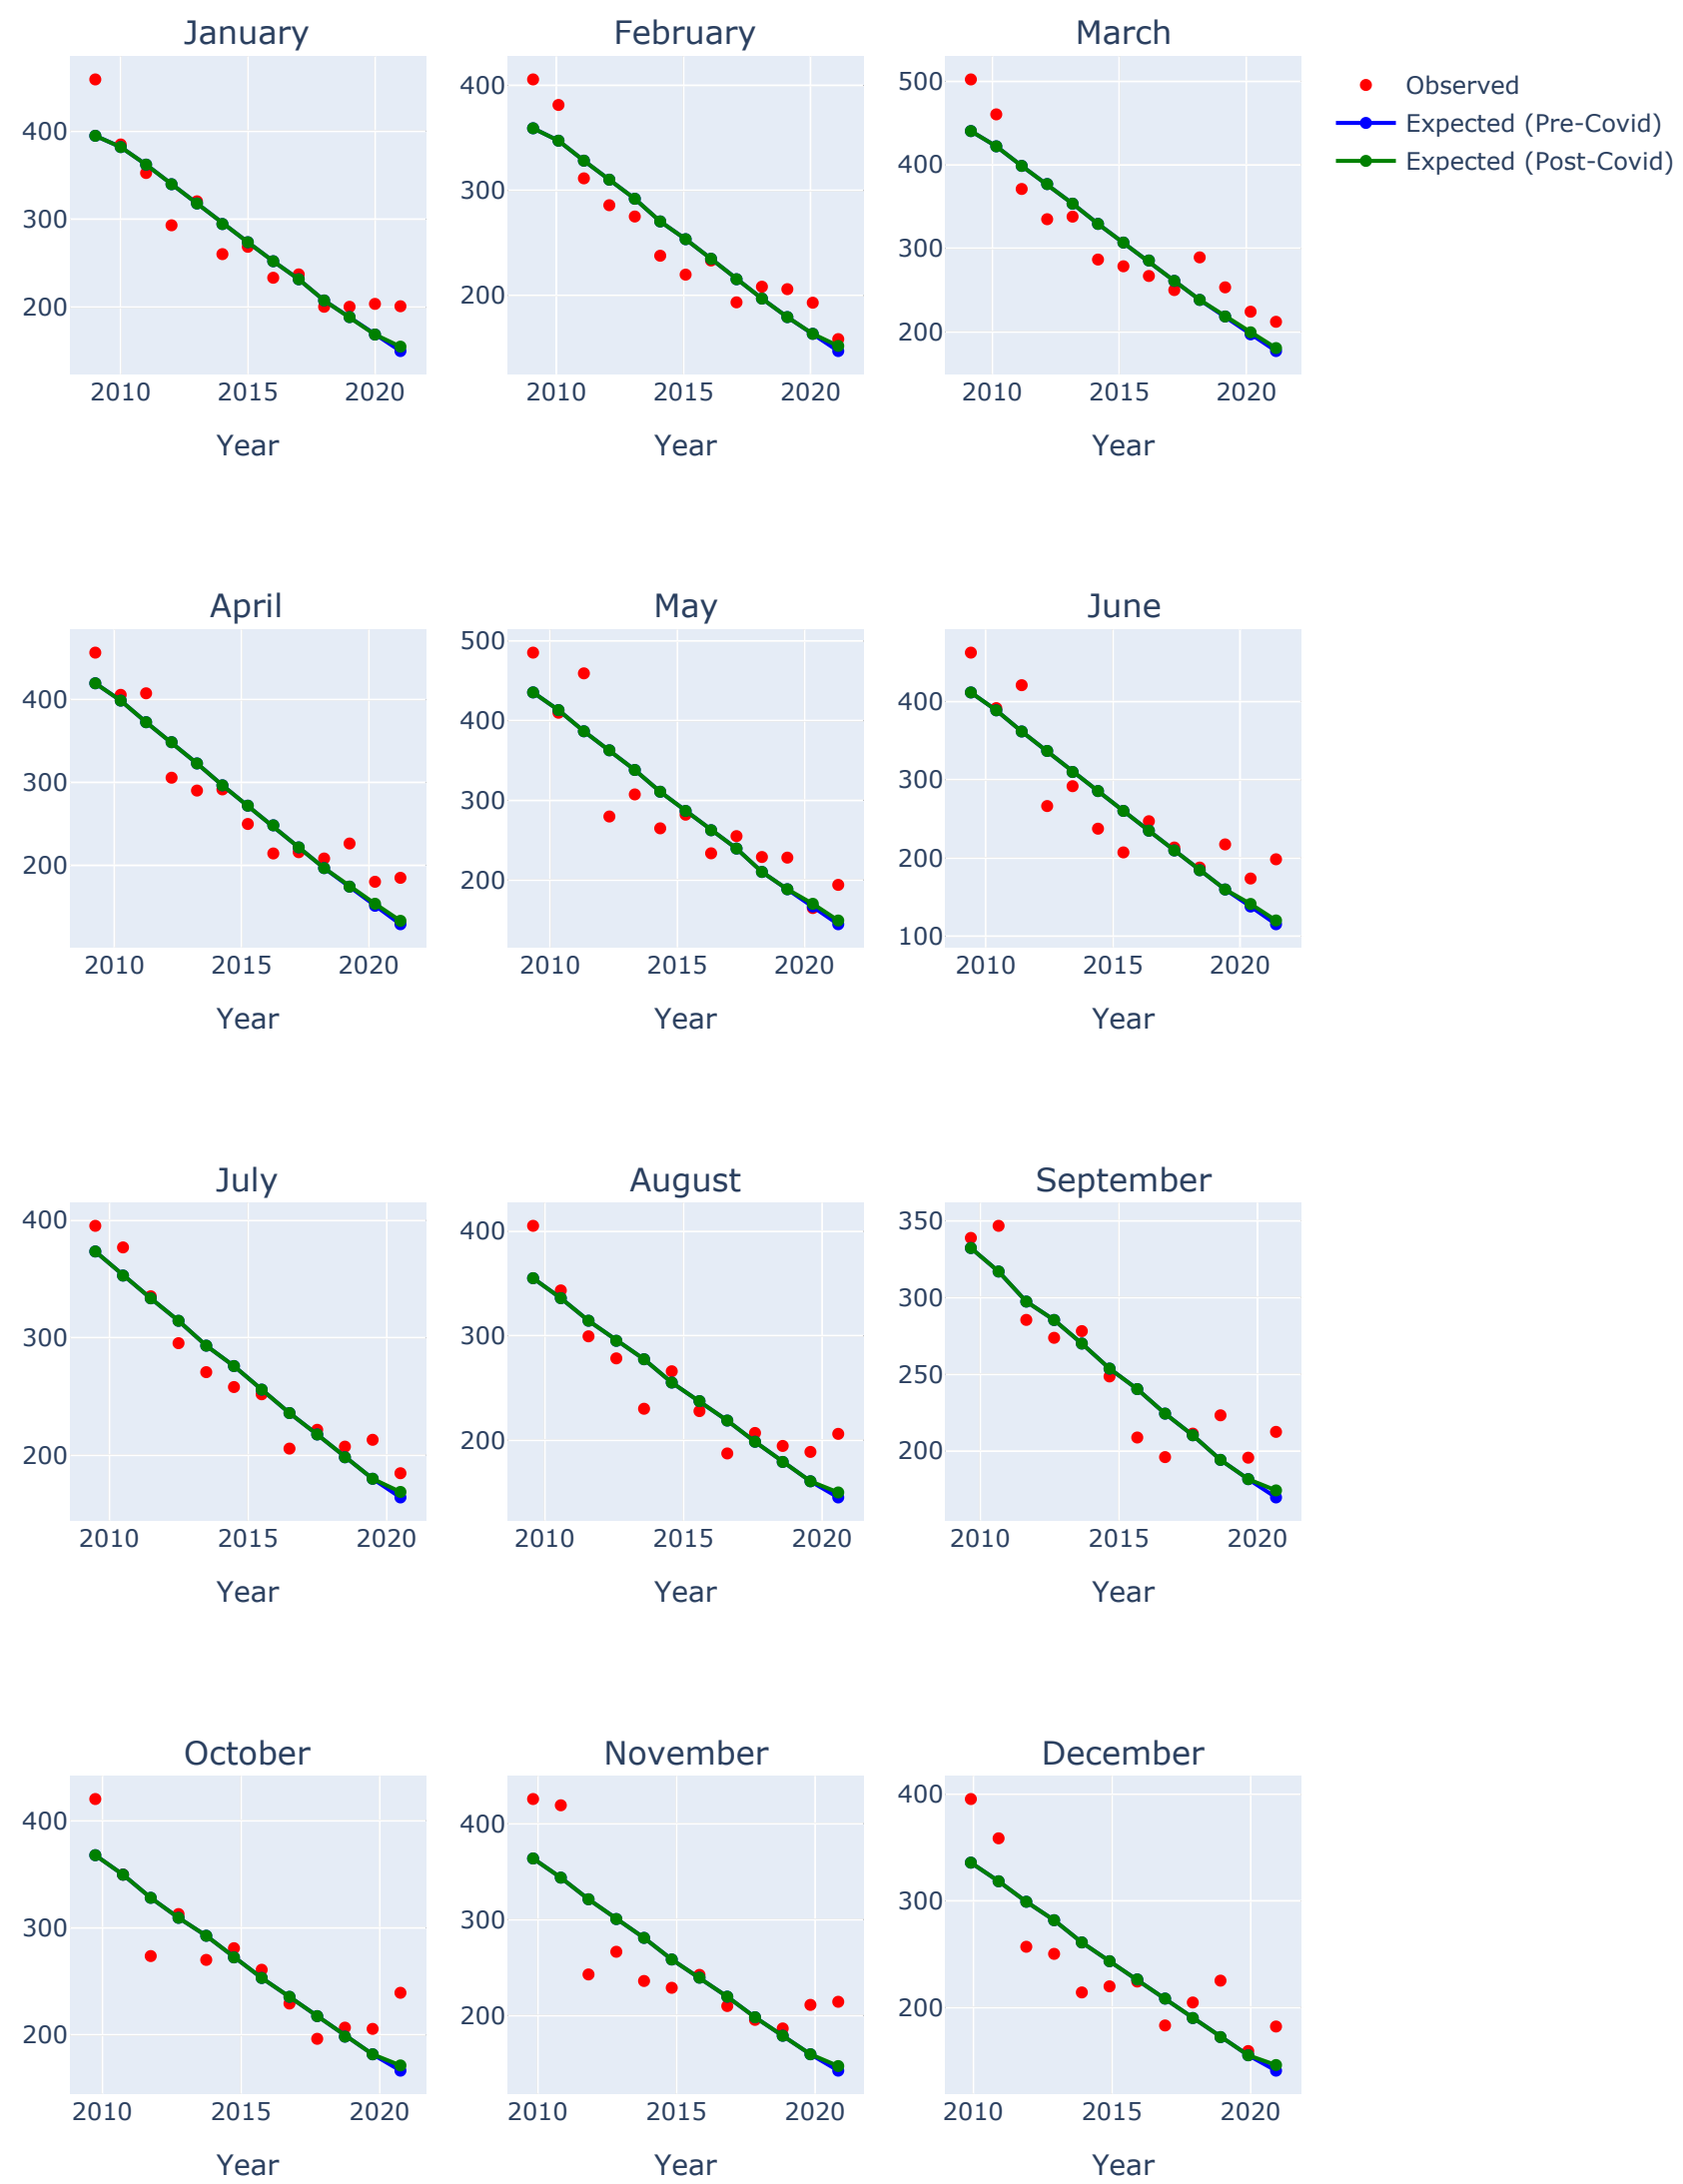 January
February
March
400
300
200
2010
2015
2020
Year
400
300
200
2010
2015
2020
Year
500
400
300
200
2010
2015
2020
Year
Observed
Expected (Pre-Covid)
Expected (Post-Covid)
April
May
June
400
300
200
2010
2015
2020
Year
500
400
300
200
2010
2015
2020
Year
400
300
200
100
2010
2015
2020
Year
July
August
September
400
300
200
2010
2015
2020
Year
400
300
200
2010
2015
2020
Year
350
300
250
200
2010
2015
2020
Year
October
November
December
400
300
200
2010
2015
2020
Year
400
300
200
2010
2015
2020
Year
400
300
200
2010
2015
2020
Year